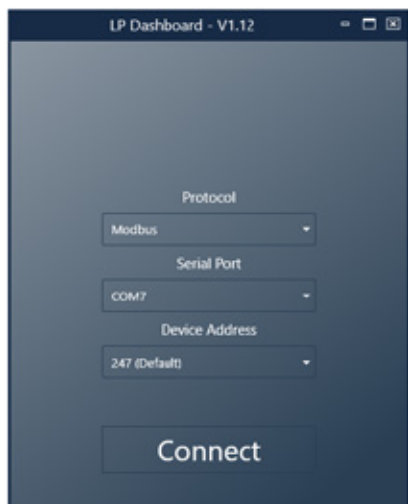 LP Dashboard - V1.12
Protocol
Modbus
Serial Port
COM7
Device Address
247 (Default)
Connect